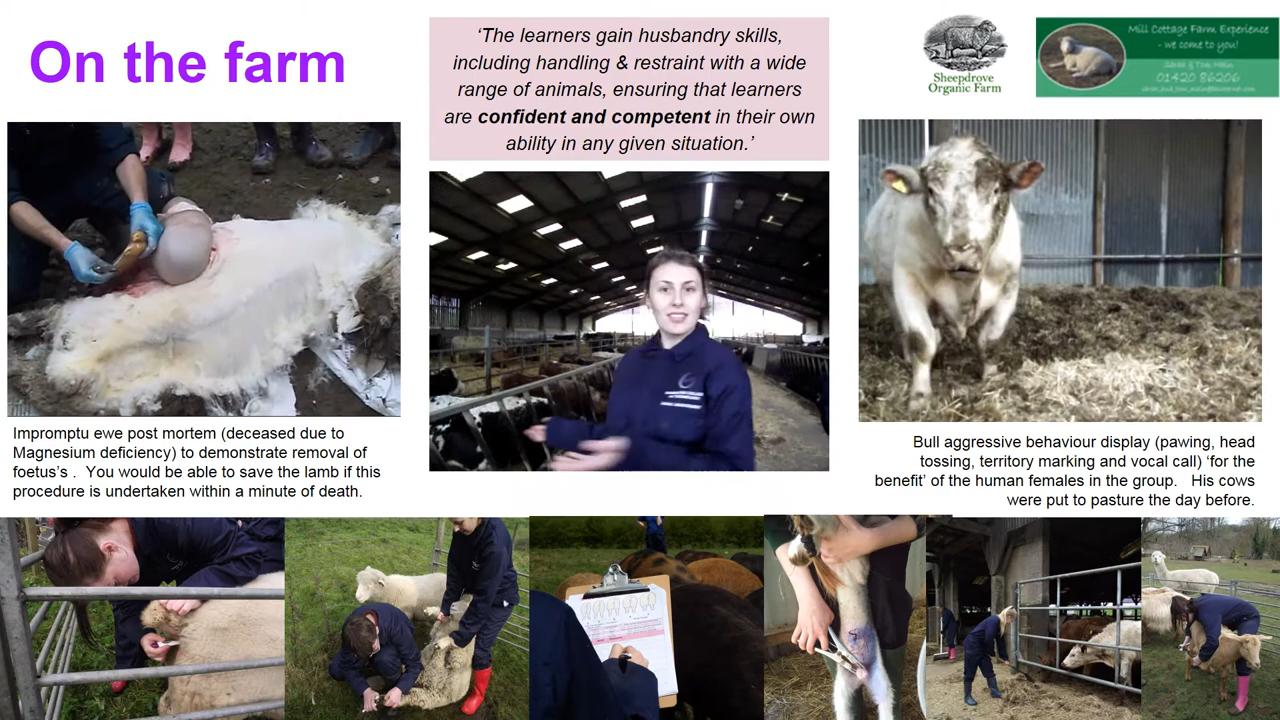 On the farm
‘The learners gain husbandry skills,
including handling & restraint with a wide
range of animals, ensuring that learners
are confident and competent in their own
ability in any given situation.’
Sheepdrove
Organic Farm
Mill Cottage Farm Experience
- we come to you!
01420 86206
Impromptu ewe post mortem (deceased due to
Magnesium deficiency) to demonstrate removal of
foetus’s . You would be able to save the lamb if this
procedure is undertaken within a minute of death.
Bull aggressive behaviour display (pawing, head
tossing, territory marking and vocal call) ‘for the
benefit’ of the human females in the group. His cows
were put to pasture the day before.